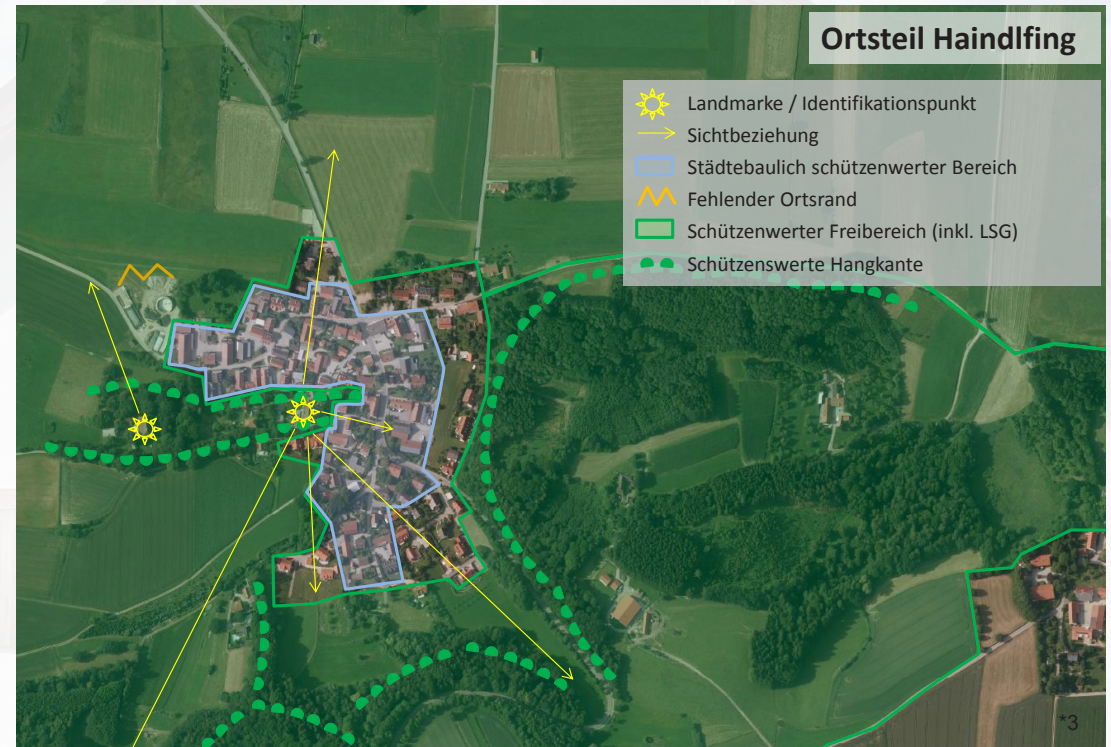 Ortsteil Haindlfing
Landmarke / Identifikationspunkt
Sichtbeziehung
Städtebaulich schützenwerter Bereich
Fehlender Ortsrand
Schützenwerter Freibereich (inkl. LSG)
Schützenswerte Hangkante
*3